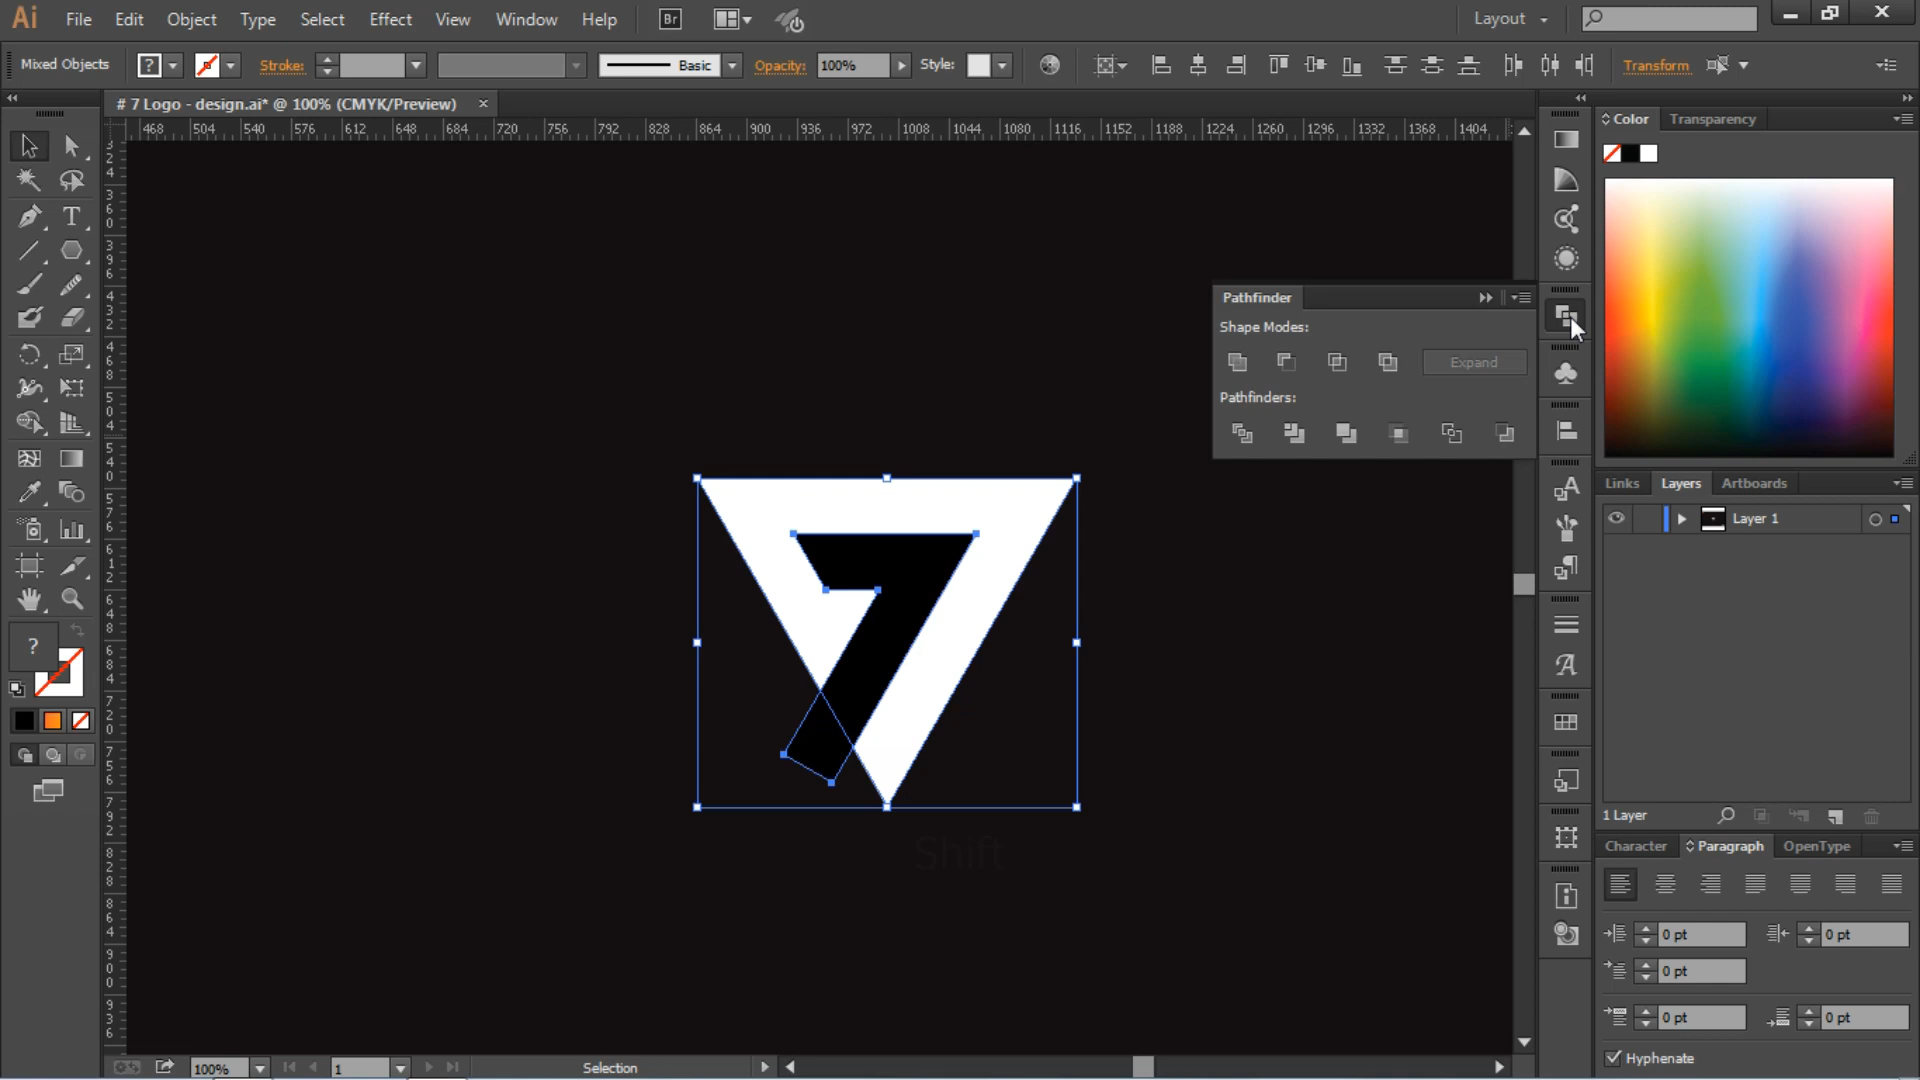 Ai File Edit Object Type Select Effect View Window Help Br Layout
Mixed Objects ? Stroke: Basic Opacity: 100% Style: Transform
# 7 Logo - design.ai* @ 100% (CMYK/Preview) ×
468 504 540 576 612 648 684 720 756 792 828 864 900 936 972 1008 1044 1080 1116 1152 1188 1224 1260 1296 1332 1368 1404
Color Transparency
Pathfinder
Shape Modes:
Expand
Pathfinders:
Links Layers Artboards
Layer 1
7
?
Shift
1 Layer
Character Paragraph OpenType
0 pt 0 pt
0 pt
0 pt 0 pt
Hyphenate
100% 1 Selection